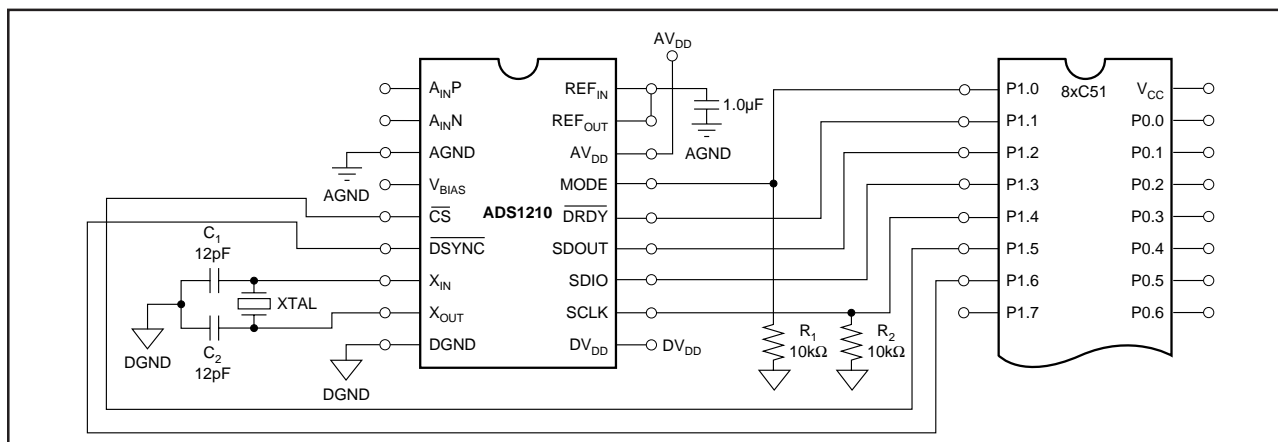 AVDD
AINP
AINN
AGND
VBIAS
CS
DSYNC
XIN
XOUT
DGND
ADS1210
REFIN
REFOUT
AVDD
MODE
DRDY
SDOUT
SDIO
SCLK
DVDD
DVDD
1.0µF
AGND
AGND
C1
12pF
XTAL
C2
12pF
DGND
DGND
R1
10kΩ
R2
10kΩ
8xC51
P1.0
P1.1
P1.2
P1.3
P1.4
P1.5
P1.6
P1.7
VCC
P0.0
P0.1
P0.2
P0.3
P0.4
P0.5
P0.6